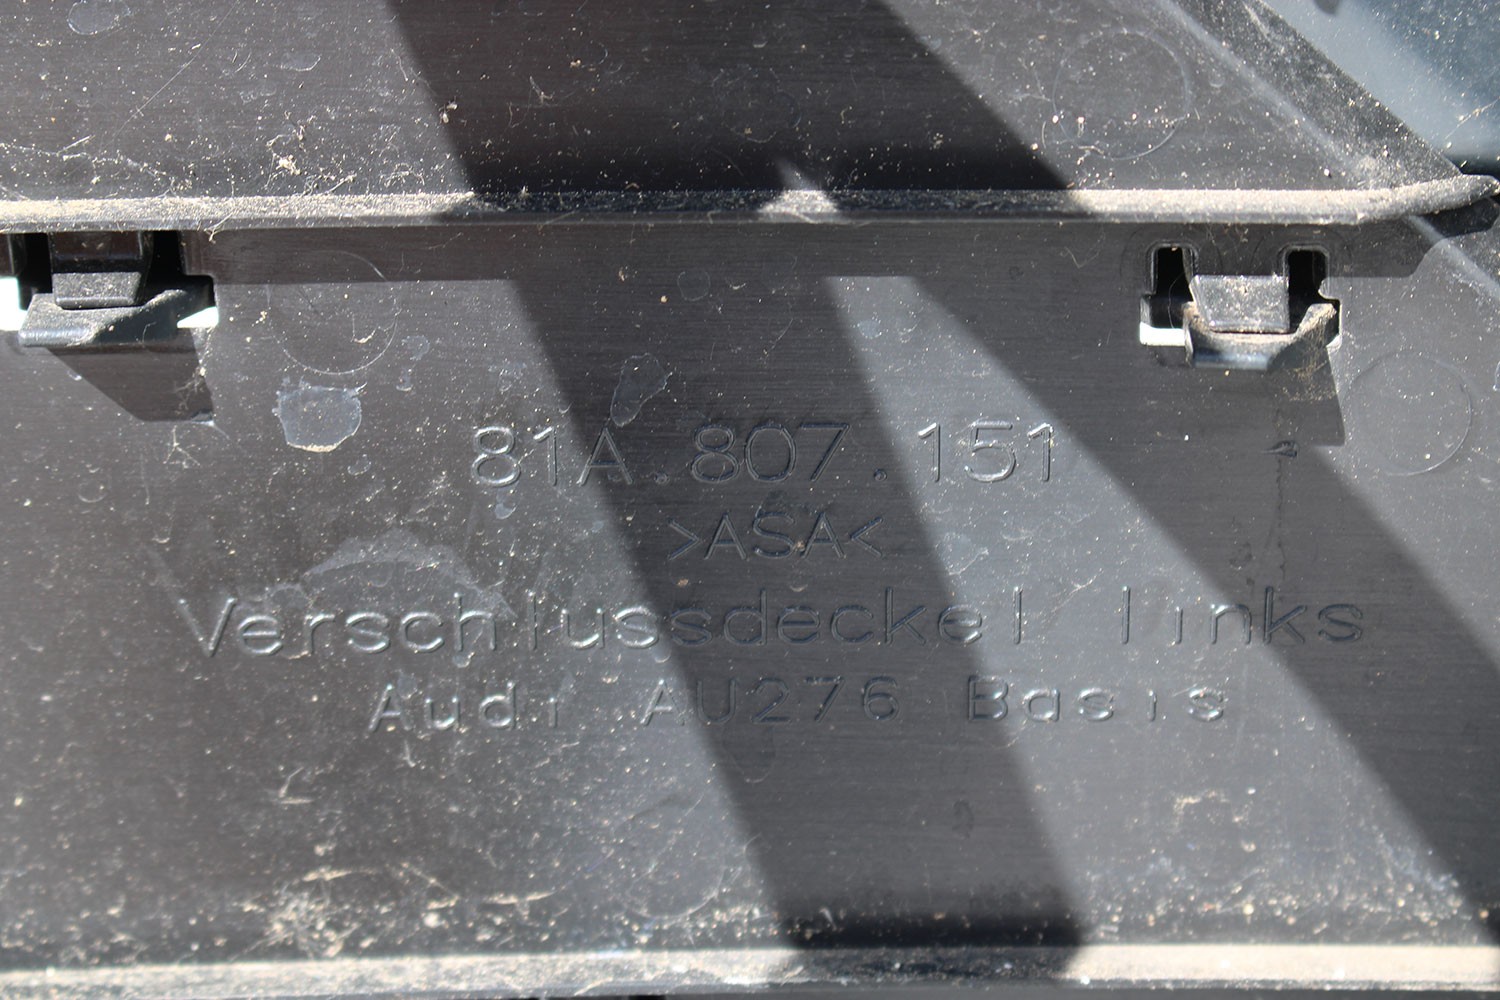 81A.807.151
>ASA<
Verschlussdeckel links
Audi AU276 Basis